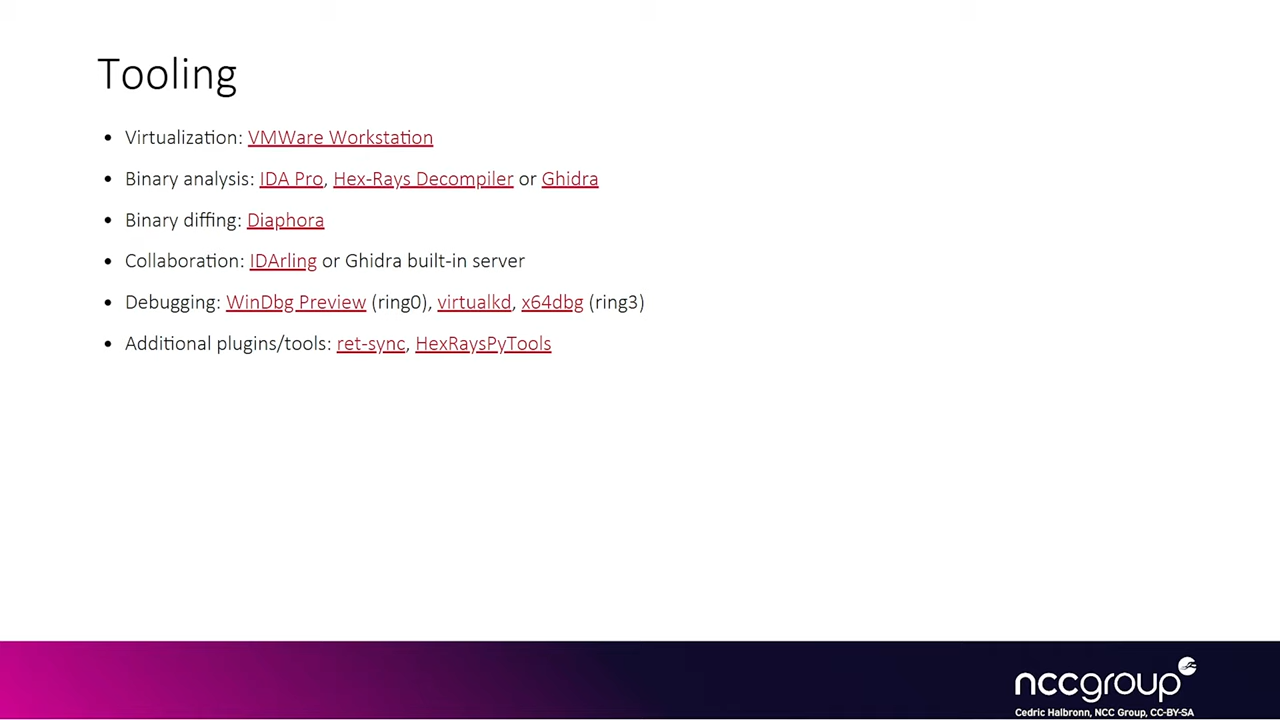 Tooling
• Virtualization: VMWare Workstation
• Binary analysis: IDA Pro, Hex-Rays Decompiler or Ghidra
• Binary diffing: Diaphora
• Collaboration: IDArling or Ghidra built-in server
• Debugging: WinDbg Preview (ring0), virtualkd, x64dbg (ring3)
• Additional plugins/tools: ret-sync, HexRaysPyTools
nccgroup
Cedric Halbronn, NCC Group, CC-BY-SA